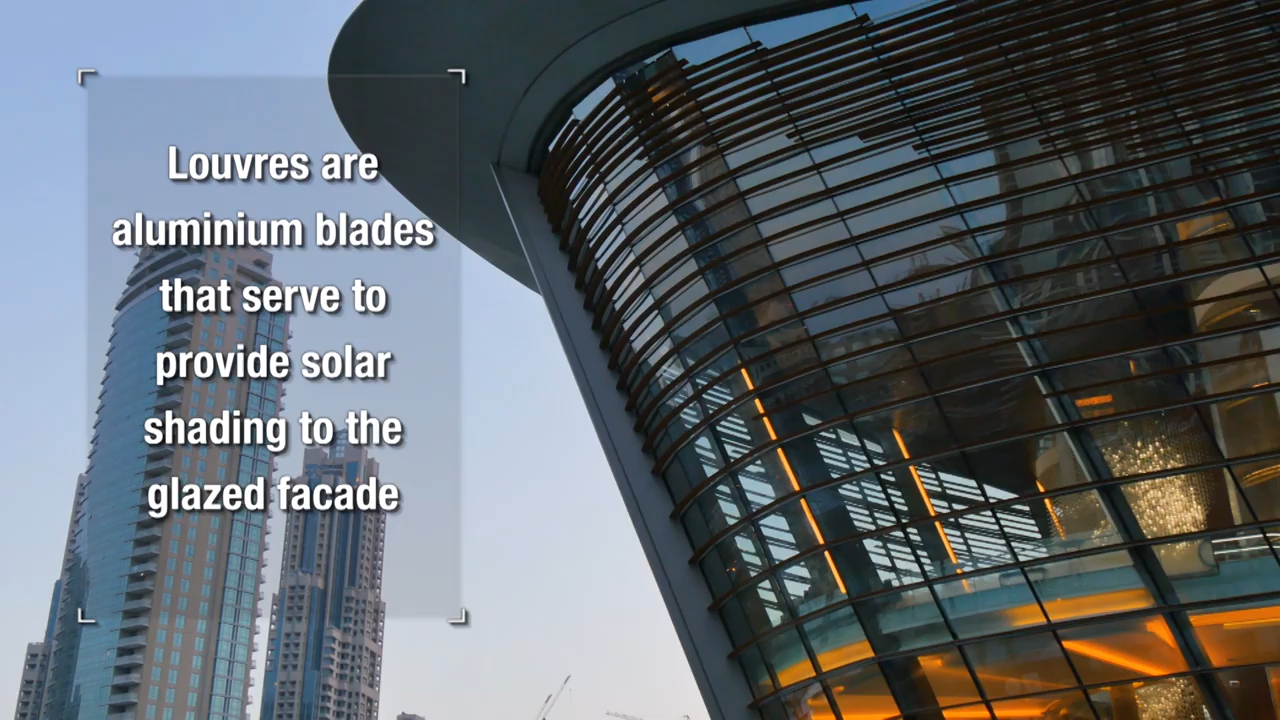 Louvres are
aluminium blades
that serve to
provide solar
shading to the
glazed facade